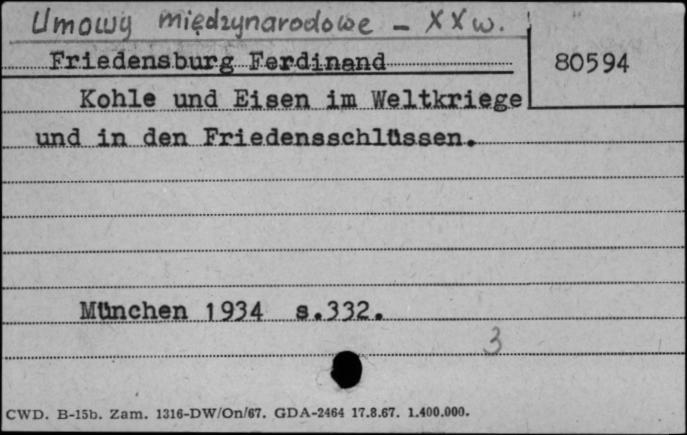 Umowy międzynarodowe - XX w.
Friedensburg Ferdinand
80594
Kohle und Eisen im Weltkriege
und in den Friedensschlüssen.
München 1934 s.332.
3
CWD. B-15b. Zam. 1316-DW/On/67. GDA-2464 17.8.67. 1.400.000.